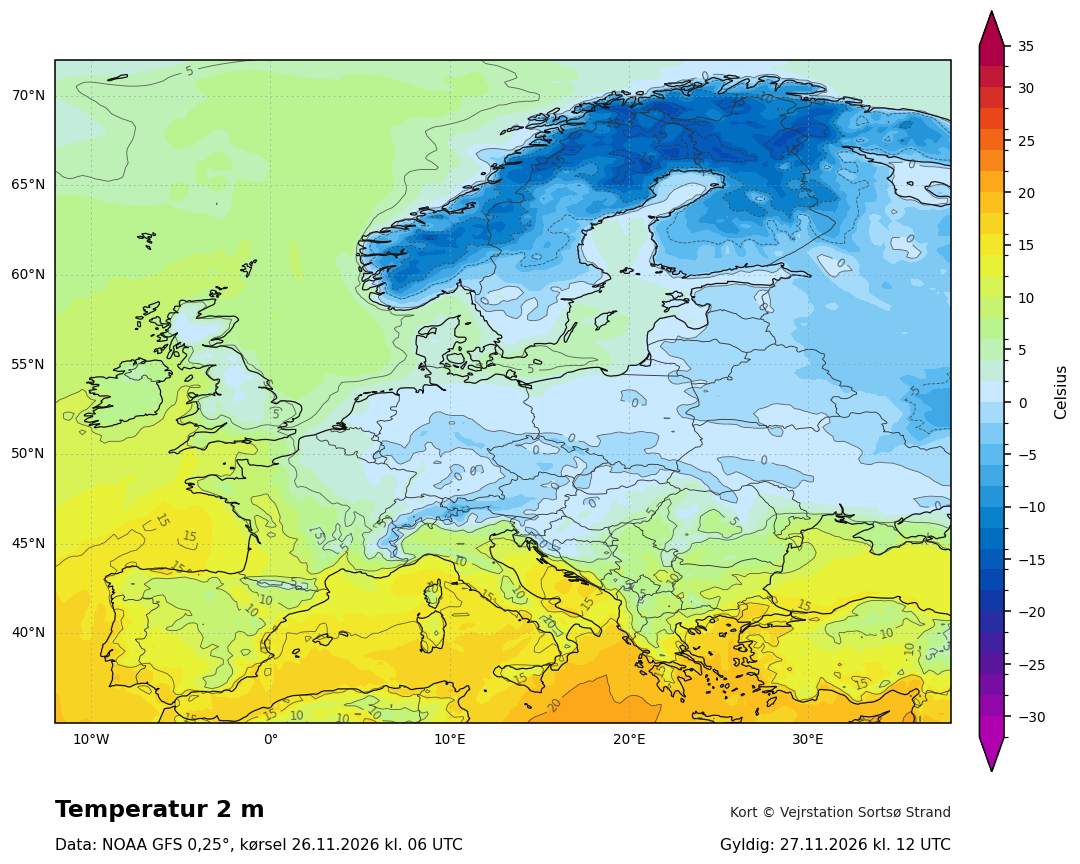 35
30
25
20
15
10
5
0
−5
−10
−15
−20
−25
−30
Celsius
70°N
65°N
60°N
55°N
50°N
45°N
40°N
10°W
0°
10°E
20°E
30°E
Temperatur 2 m
Kort © Vejrstation Sortsø Strand
Data: NOAA GFS 0,25°, kørsel 26.11.2026 kl. 06 UTC
Gyldig: 27.11.2026 kl. 12 UTC